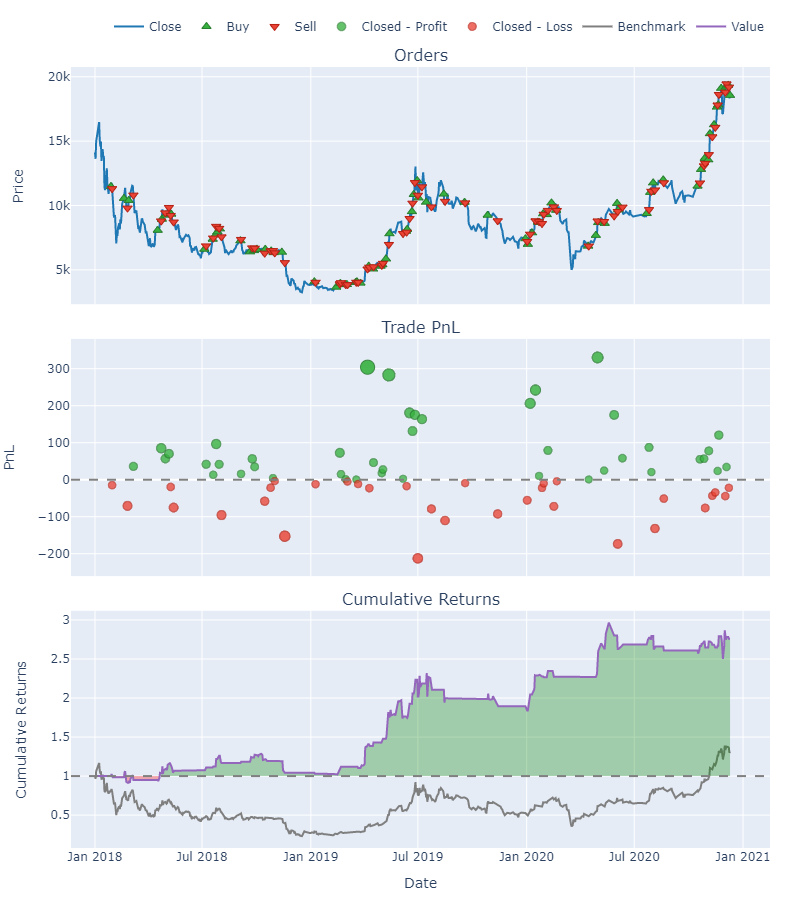 Close Buy Sell Closed - Profit Closed - Loss Benchmark Value
Orders
20k
15k
10k
5k
Price
Trade PnL
300
200
100
0
−100
−200
PnL
Cumulative Returns
3
2.5
2
1.5
1
0.5
Cumulative Returns
Jan 2018 Jul 2018 Jan 2019 Jul 2019 Jan 2020 Jul 2020 Jan 2021
Date